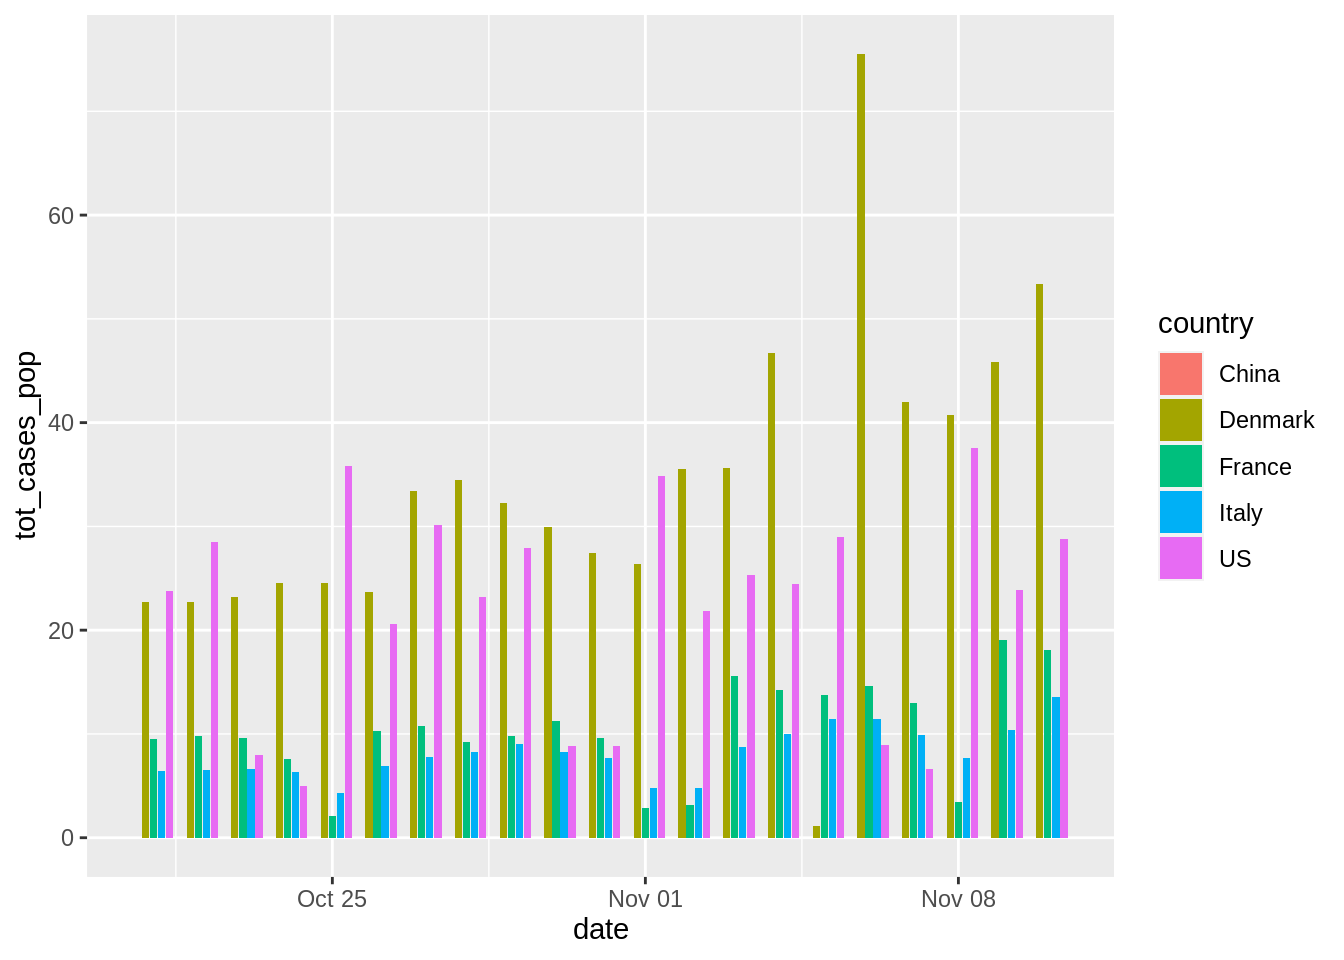 tot_cases_pop
60
40
20
0
Oct 25
Nov 01
Nov 08
date
country
China
Denmark
France
Italy
US